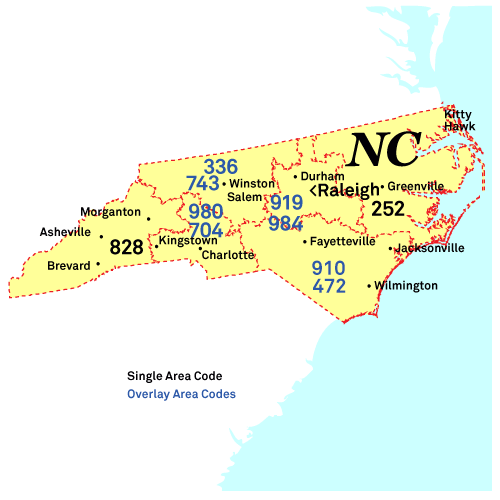 Kitty
Hawk
NC
336
743
Winston
Salem
Durham
<Raleigh
Greenville
919
984
252
980
704
Morganton
Asheville
828
Kingstown
Charlotte
Brevard
Fayetteville
Jacksonville
910
472
Wilmington
Single Area Code
Overlay Area Codes